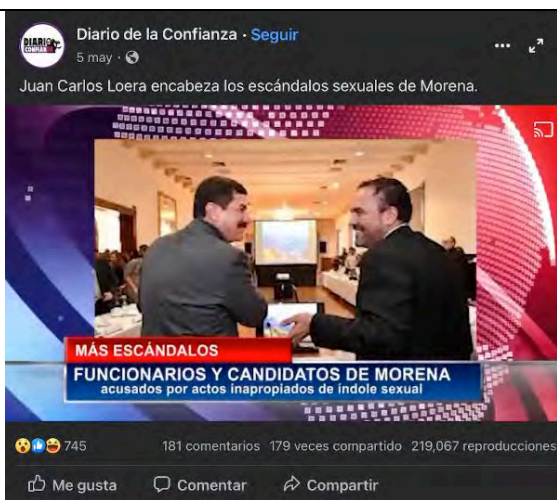 DIARIO
CONFIANZA
Diario de la Confianza · Seguir
5 may ·
Juan Carlos Loera encabeza los escándalos sexuales de Morena.
MÁS ESCÁNDALOS
FUNCIONARIOS Y CANDIDATOS DE MORENA
acusados por actos inapropiados de índole sexual
745 181 comentarios 179 veces compartido 219,067 reproducciones
Me gusta Comentar Compartir